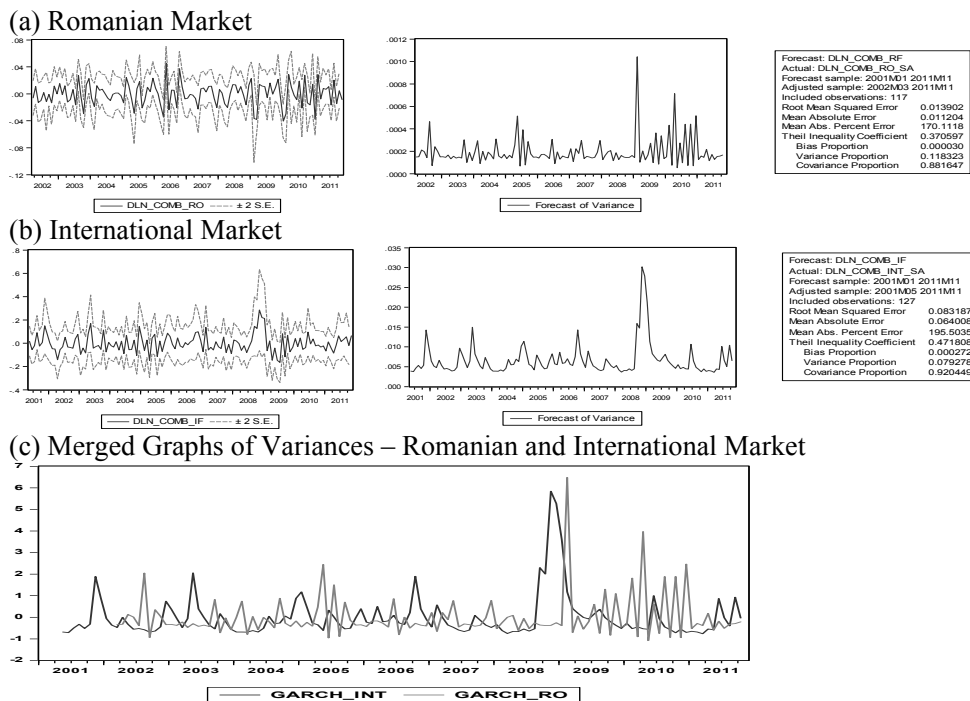 (a) Romanian Market
.08
.04
.00
-.04
-.08
-.12
2002 2003 2004 2005 2006 2007 2008 2009 2010 2011
DLN_COMB_RO ± 2 S.E.
.0012
.0010
.0008
.0006
.0004
.0002
.0000
2002 2003 2004 2005 2006 2007 2008 2009 2010 2011
Forecast of Variance
Forecast: DLN_COMB_RF
Actual: DLN_COMB_RO_SA
Forecast sample: 2001M01 2011M11
Adjusted sample: 2002M03 2011M11
Included observations: 117
Root Mean Squared Error 0.013902
Mean Absolute Error 0.011204
Mean Abs. Percent Error 170.1118
Theil Inequality Coefficient 0.370597
Bias Proportion 0.000030
Variance Proportion 0.118323
Covariance Proportion 0.881647
(b) International Market
.8
.6
.4
.2
.0
-.2
-.4
2001 2002 2003 2004 2005 2006 2007 2008 2009 2010 2011
DLN_COMB_IF ± 2 S.E.
.035
.030
.025
.020
.015
.010
.005
.000
2001 2002 2003 2004 2005 2006 2007 2008 2009 2010 2011
Forecast of Variance
Forecast: DLN_COMB_IF
Actual: DLN_COMB_INT_SA
Forecast sample: 2001M01 2011M11
Adjusted sample: 2001M05 2011M11
Included observations: 127
Root Mean Squared Error 0.083187
Mean Absolute Error 0.064008
Mean Abs. Percent Error 195.5035
Theil Inequality Coefficient 0.471808
Bias Proportion 0.000272
Variance Proportion 0.079278
Covariance Proportion 0.920449
(c) Merged Graphs of Variances – Romanian and International Market
7
6
5
4
3
2
1
0
-1
-2
2001 2002 2003 2004 2005 2006 2007 2008 2009 2010 2011
GARCH_INT GARCH_RO